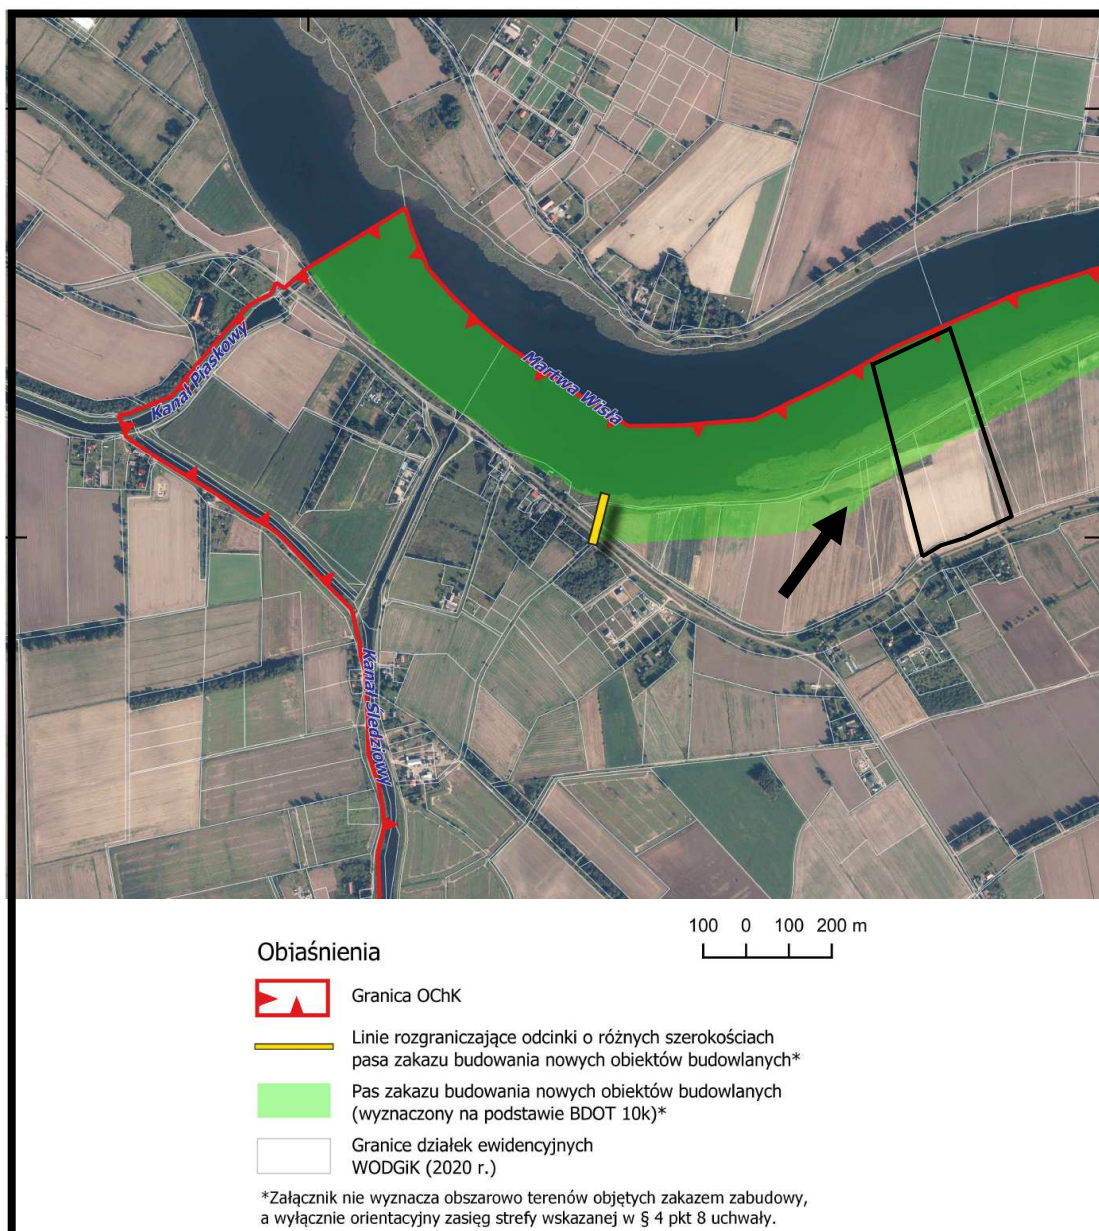 Martwa Wisła
Kanał Piaskowy
Kanał Śledziowy
100 0 100 200 m
Objaśnienia
Granica OChK
Linie rozgraniczające odcinki o różnych szerokościach
pasa zakazu budowania nowych obiektów budowlanych*
Pas zakazu budowania nowych obiektów budowlanych
(wyznaczony na podstawie BDOT 10k)*
Granice działek ewidencyjnych
WODGiK (2020 r.)
*Załącznik nie wyznacza obszarowo terenów objętych zakazem zabudowy,
a wyłącznie orientacyjny zasięg strefy wskazanej w § 4 pkt 8 uchwały.